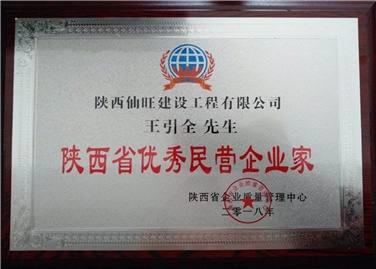 陕西仙旺建设工程有限公司
王引全 先生
陕西省优秀民营企业家
陕西省企业质量管理中心
二零一八年